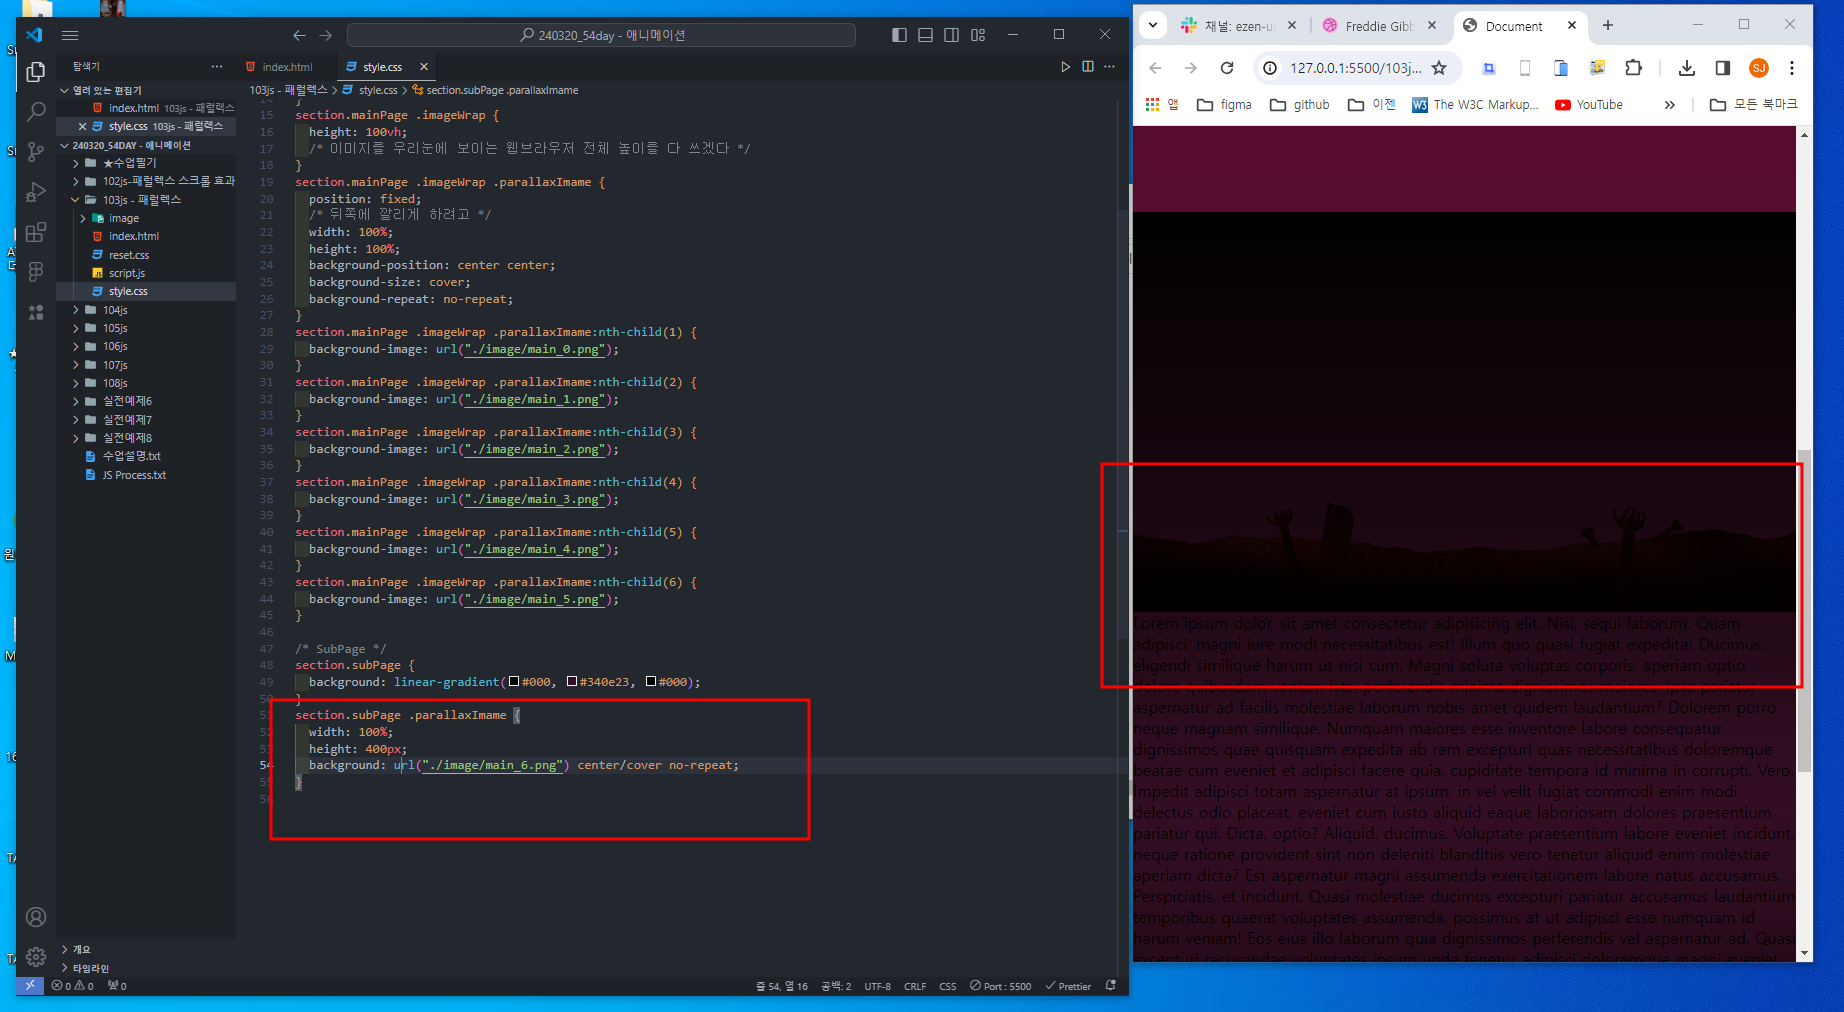 240320_54day - 애니메이션
탐색기
index.html
style.css
열려 있는 편집기
index.html 103js - 패럴렉스
style.css 103js - 패럴렉스
240320_54DAY - 애니메이션
★수업필기
102js-패럴렉스 스크롤 효과
103js - 패럴렉스
image
index.html
reset.css
script.js
style.css
104js
105js
106js
107js
108js
실전예제6
실전예제7
실전예제8
수업설명.txt
JS Process.txt
개요
타임라인
103js - 패럴렉스 > style.css > section.subPage .parallaxImame
14 }
15 section.mainPage .imageWrap {
16 height: 100vh;
17 /* 이미지를 우리눈에 보이는 웹브라우저 전체 높이를 다 쓰겠다 */
18 }
19 section.mainPage .imageWrap .parallaxImame {
20 position: fixed;
21 /* 뒤쪽에 깔리게 하려고 */
22 width: 100%;
23 height: 100%;
24 background-position: center center;
25 background-size: cover;
26 background-repeat: no-repeat;
27 }
28 section.mainPage .imageWrap .parallaxImame:nth-child(1) {
29 background-image: url("./image/main_0.png");
30 }
31 section.mainPage .imageWrap .parallaxImame:nth-child(2) {
32 background-image: url("./image/main_1.png");
33 }
34 section.mainPage .imageWrap .parallaxImame:nth-child(3) {
35 background-image: url("./image/main_2.png");
36 }
37 section.mainPage .imageWrap .parallaxImame:nth-child(4) {
38 background-image: url("./image/main_3.png");
39 }
40 section.mainPage .imageWrap .parallaxImame:nth-child(5) {
41 background-image: url("./image/main_4.png");
42 }
43 section.mainPage .imageWrap .parallaxImame:nth-child(6) {
44 background-image: url("./image/main_5.png");
45 }
46
47 /* SubPage */
48 section.subPage {
49 background: linear-gradient(#000, #340e23, #000);
50 }
51 section.subPage .parallaxImame {
52 width: 100%;
53 height: 400px;
54 background: url("./image/main_6.png") center/cover no-repeat;
55 }
56
0 0 0
줄 54, 열 16 공백: 2 UTF-8 CRLF CSS Port : 5500 Prettier
채널: ezen-u
Freddie Gibb
Document
127.0.0.1:5500/103j...
SJ
앱 figma github 이젠 The W3C Markup... YouTube » 모든 북마크
Lorem ipsum dolor, sit amet consectetur adipisicing elit. Nisi, sequi laborum. Quam
adipisci, magni iure modi necessitatibus est! Illum quo quasi fugiat expedita! Ducimus,
eligendi similique harum ut nisi cum. Magni soluta voluptas corporis, aperiam optio
aspernatur ad facilis molestiae laborum nobis amet quidem laudantium? Dolorem porro
neque magnam similique. Numquam maiores esse inventore labore consequatur
dignissimos quae quisquam expedita ab rem excepturi quas necessitatibus doloremque
beatae cum eveniet et adipisci facere quia, cupiditate tempora id minima in corrupti. Vero.
Impedit adipisci totam aspernatur at ipsum, in vel velit fugiat commodi enim modi
delectus odio placeat, eveniet cum iusto aliquid eaque laboriosam dolores praesentium
pariatur qui. Dicta, optio? Aliquid, ducimus. Voluptate praesentium labore eveniet incidunt,
neque ratione provident sint non deleniti blanditiis vero tenetur aliquid enim molestiae
aperiam dicta? Est aspernatur magni assumenda exercitationem labore natus accusamus.
Perspiciatis, et incidunt. Quasi molestiae ducimus excepturi pariatur accusamus laudantium
temporibus quaerat voluptates assumenda, possimus at ut adipisci esse numquam id
harum veniam! Eos eius illo laborum quia dignissimos perferendis vel aspernatur ad. Quasi
excepturi recusandae voluptates ipsum unde tenetur adipisci doloremque magni eveniet